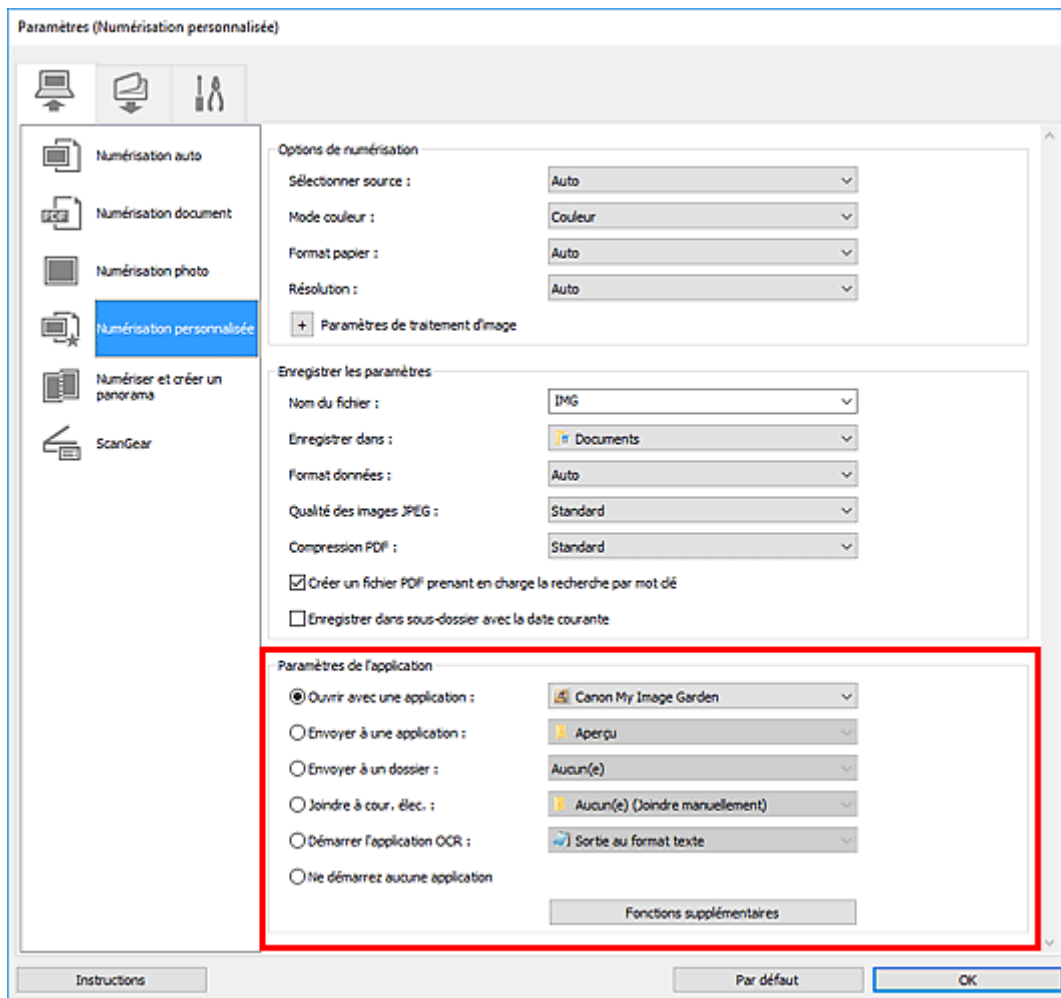 Paramètres (Numérisation personnalisée)
Numérisation auto
Numérisation document
Numérisation photo
Numérisation personnalisée
Numériser et créer un
panorama
ScanGear
Options de numérisation
Sélectionner source : Auto
Mode couleur : Couleur
Format papier : Auto
Résolution : Auto
+ Paramètres de traitement d'image
Enregistrer les paramètres
Nom du fichier : IMG
Enregistrer dans : Documents
Format données : Auto
Qualité des images JPEG : Standard
Compression PDF : Standard
Créer un fichier PDF prenant en charge la recherche par mot clé
Enregistrer dans sous-dossier avec la date courante
Paramètres de l'application
Ouvrir avec une application : Canon My Image Garden
Envoyer à une application : Aperçu
Envoyer à un dossier : Aucun(e)
Joindre à cour. élec. : Aucun(e) (Joindre manuellement)
Démarrer l'application OCR : Sortie au format texte
Ne démarrez aucune application
Fonctions supplémentaires
Instructions Par défaut OK